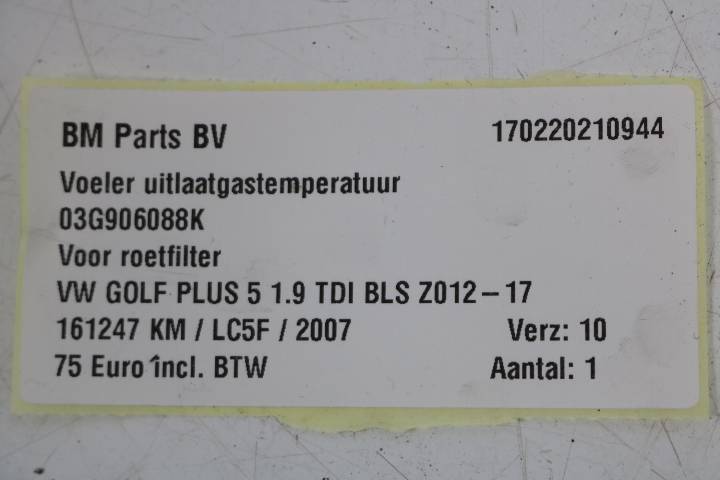 BM Parts BV 170220210944
Voeler uitlaatgastemperatuur
03G906088K
Voor roetfilter
VW GOLF PLUS 5 1.9 TDI BLS Z012-17
161247 KM / LC5F / 2007 Verz: 10
75 Euro incl. BTW Aantal: 1